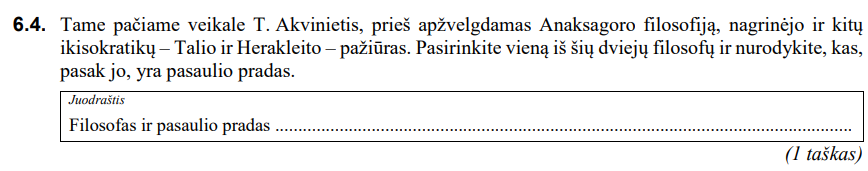 6.4. Tame pačiame veikale T. Akvinietis, prieš apžvelgdamas Anaksagoro filosofiją, nagrinėjo ir kitų
ikisokratikų – Talio ir Herakleito – pažiūras. Pasirinkite vieną iš šių dviejų filosofų ir nurodykite, kas,
pasak jo, yra pasaulio pradas.
Juodraštis
Filosofas ir pasaulio pradas ................................................................................................................................
(1 taškas)